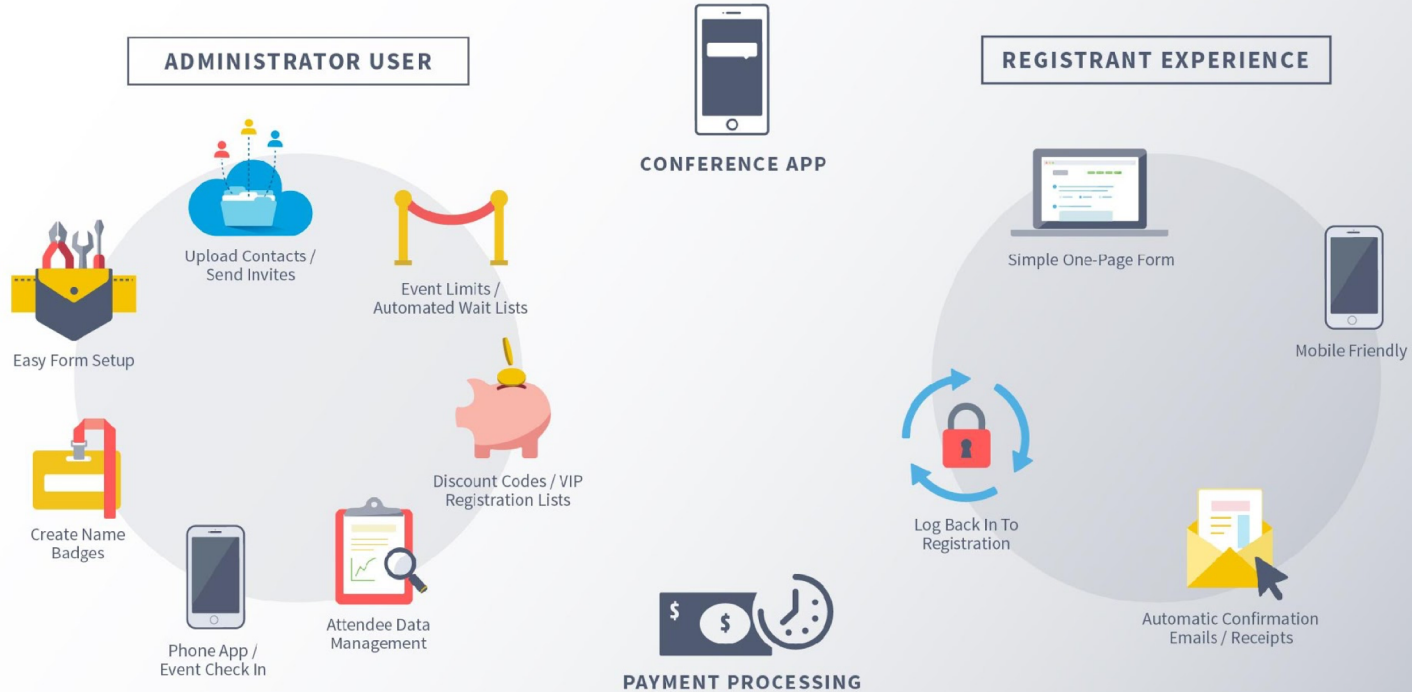 ADMINISTRATOR USER
Upload Contacts /
Send Invites
Event Limits /
Automated Wait Lists
Easy Form Setup
Discount Codes / VIP
Registration Lists
Create Name
Badges
Attendee Data
Management
Phone App /
Event Check In
CONFERENCE APP
$ $
PAYMENT PROCESSING
REGISTRANT EXPERIENCE
Simple One-Page Form
Mobile Friendly
Log Back In To
Registration
Automatic Confirmation
Emails / Receipts